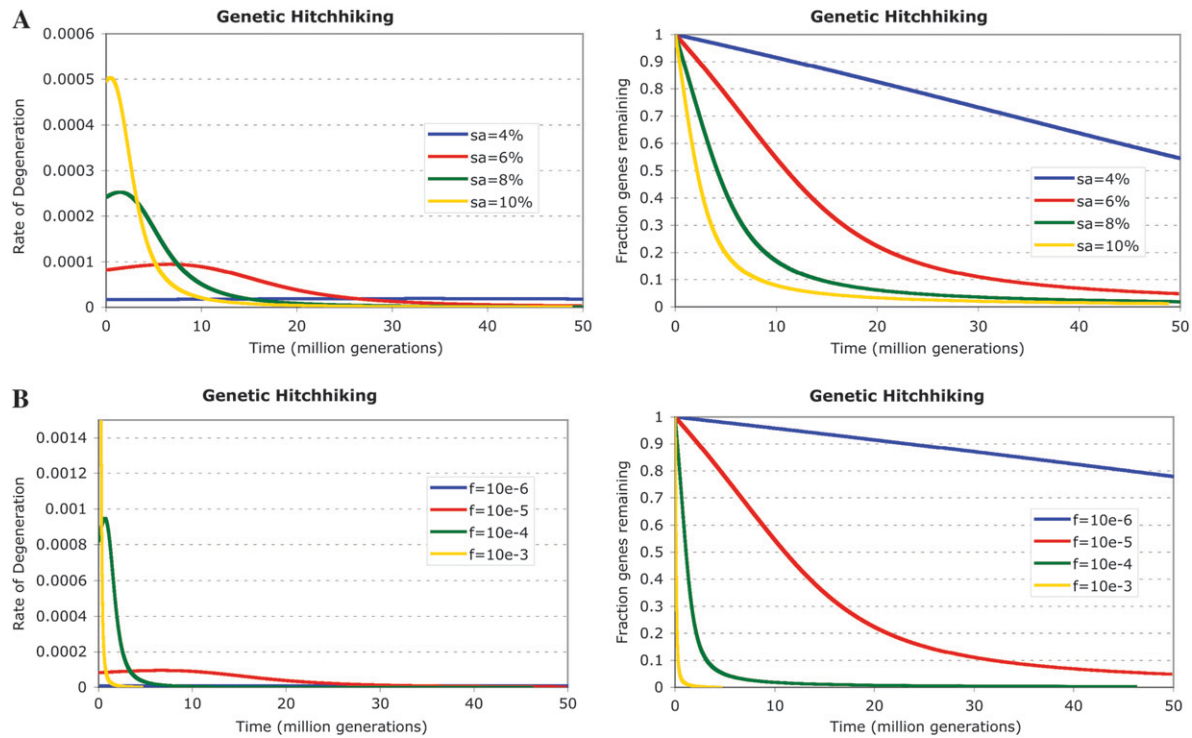 A
Genetic Hitchhiking
0.0006
0.0005
0.0004
0.0003
0.0002
0.0001
0
Rate of Degeneration
sa=4%
sa=6%
sa=8%
sa=10%
0 10 20 30 40 50
Time (million generations)
Genetic Hitchhiking
1
0.9
0.8
0.7
0.6
0.5
0.4
0.3
0.2
0.1
0
Fraction genes remaining
sa=4%
sa=6%
sa=8%
sa=10%
0 10 20 30 40 50
Time (million generations)
B
Genetic Hitchhiking
0.0014
0.0012
0.001
0.0008
0.0006
0.0004
0.0002
0
Rate of Degeneration
f=10e-6
f=10e-5
f=10e-4
f=10e-3
0 10 20 30 40 50
Time (million generations)
Genetic Hitchhiking
1
0.9
0.8
0.7
0.6
0.5
0.4
0.3
0.2
0.1
0
Fraction genes remaining
f=10e-6
f=10e-5
f=10e-4
f=10e-3
0 10 20 30 40 50
Time (million generations)